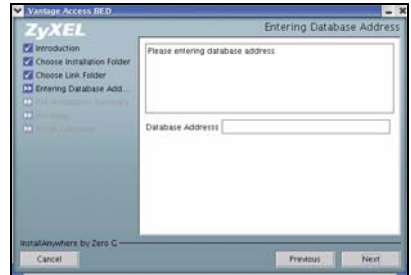 Vantage Access BED
ZyXEL
Entering Database Address
Introduction
Choose Installation Folder
Choose Link Folder
Entering Database Add...
Please entering database address
Database Addresss
InstallAnywhere by Zero G
Cancel
Previous
Next